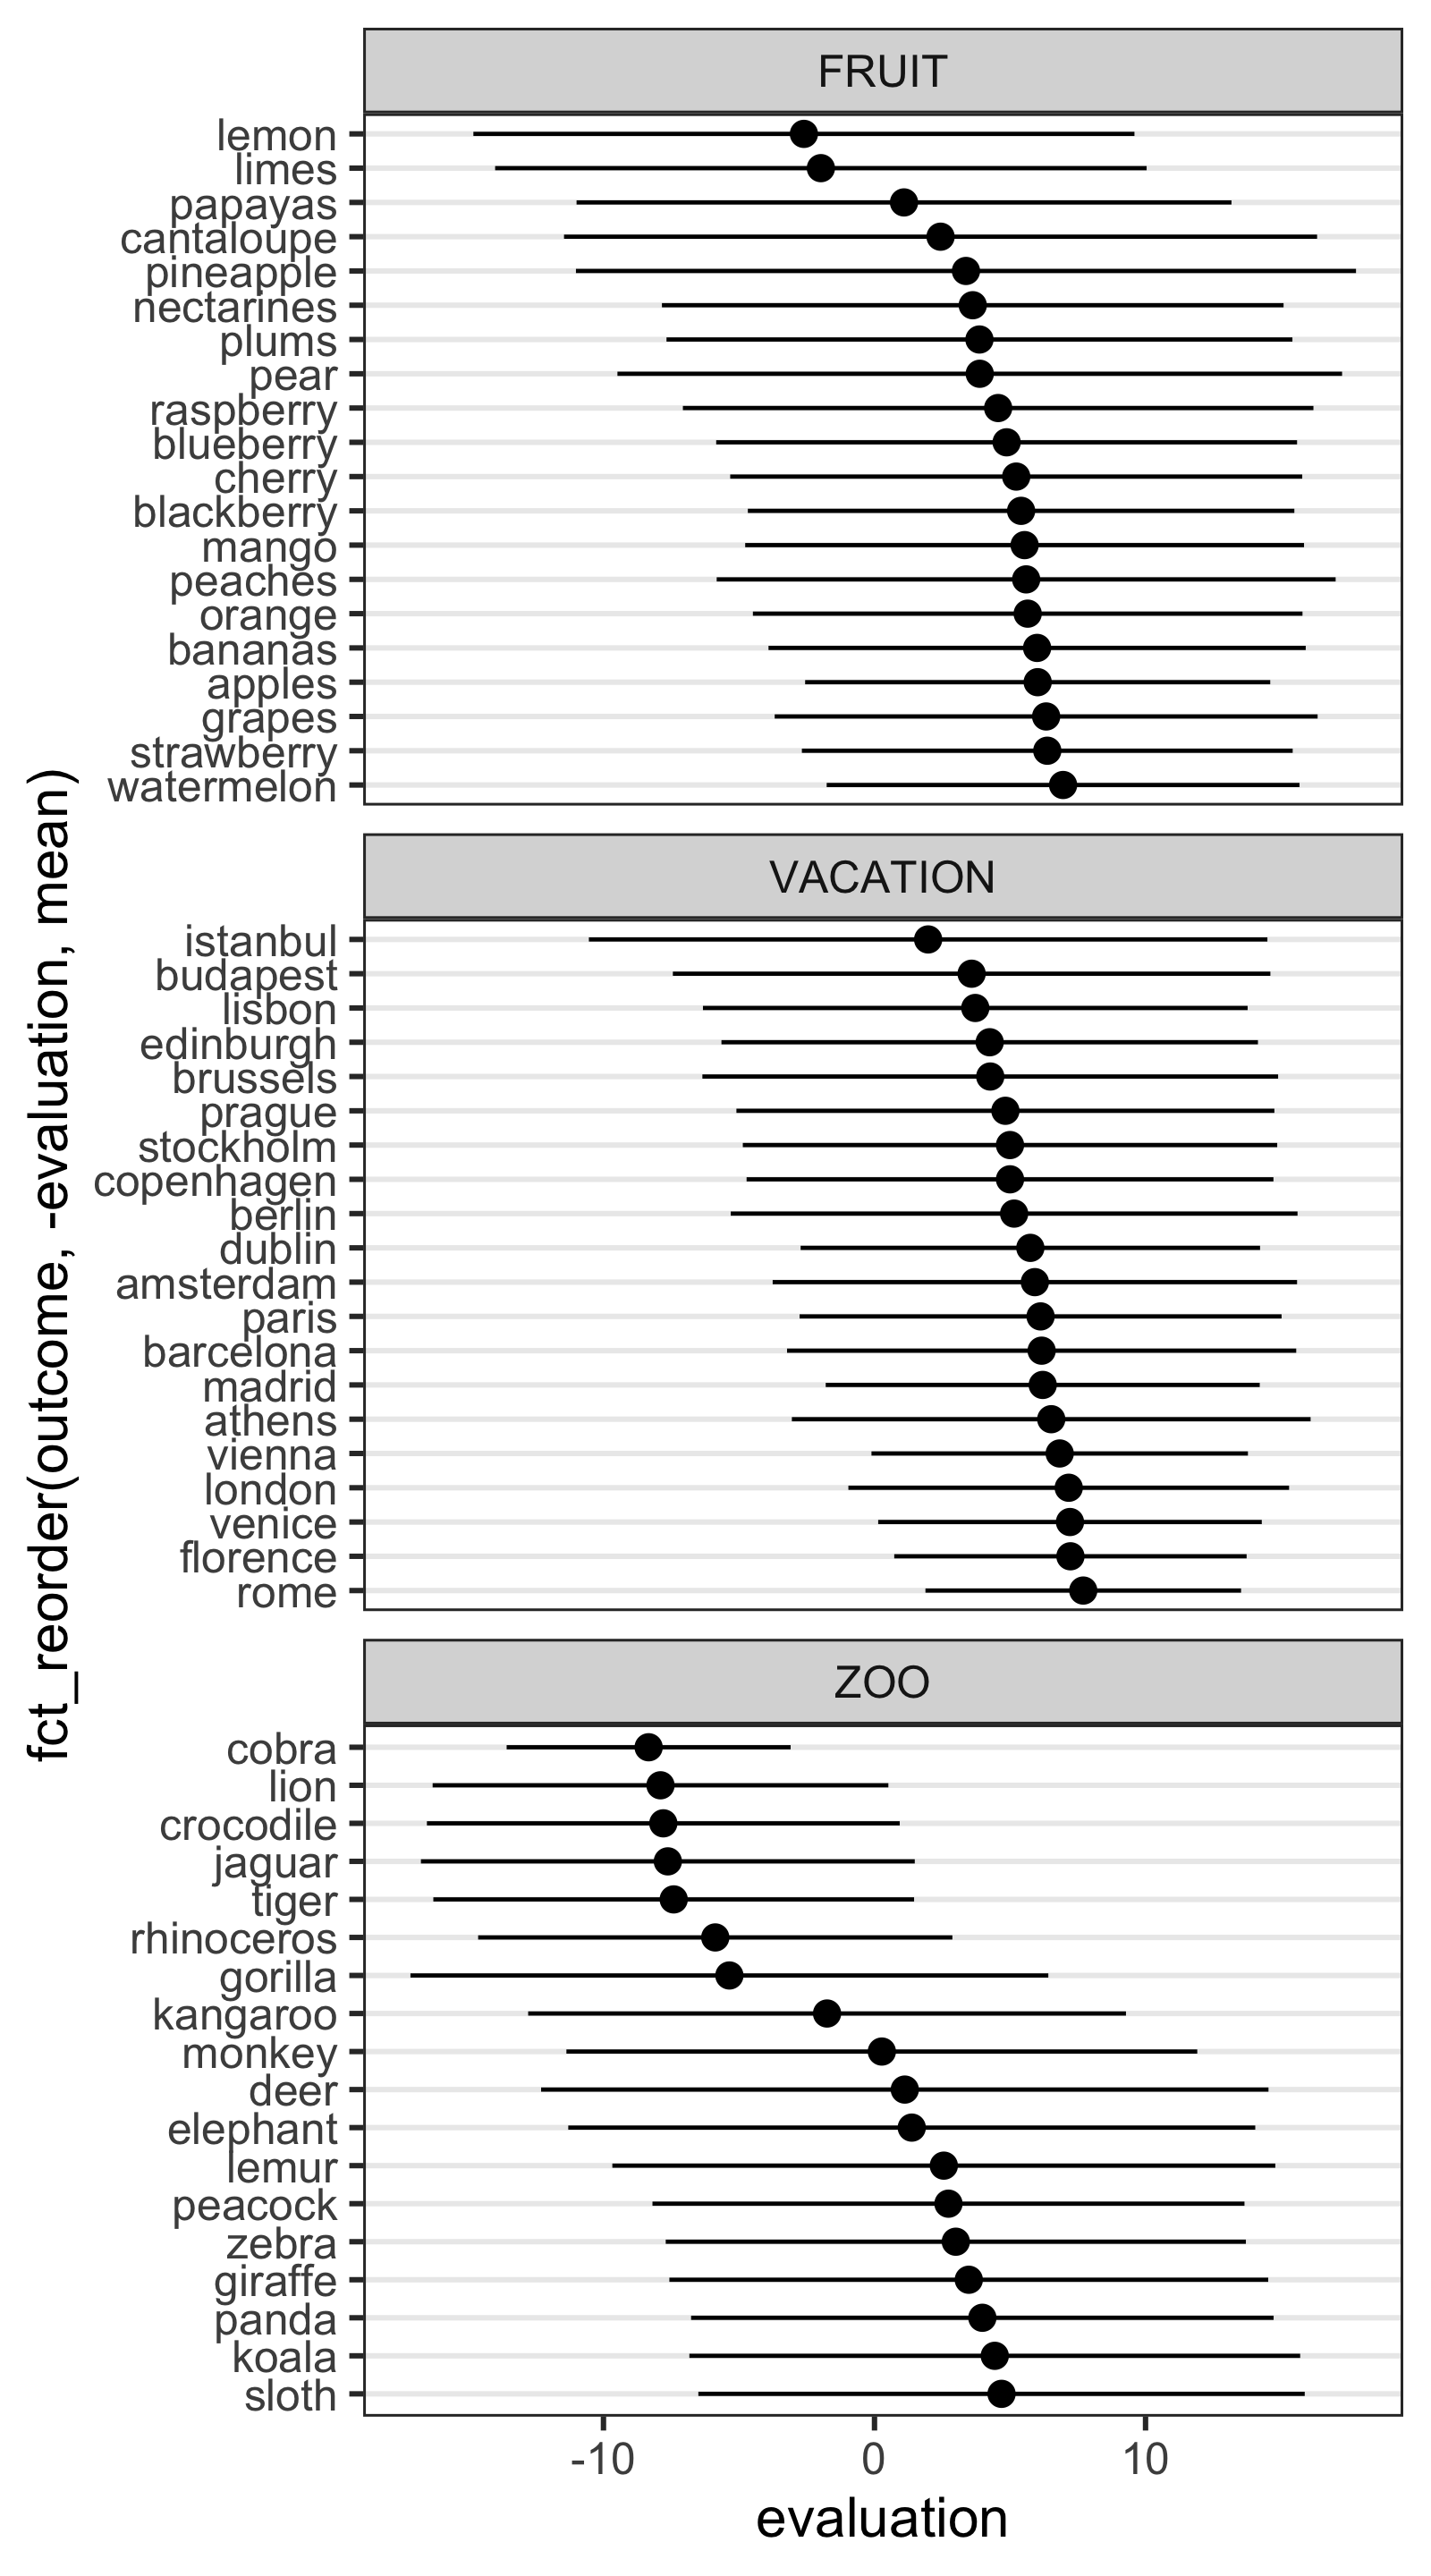 FRUIT
lemon
limes
papayas
cantaloupe
pineapple
nectarines
plums
pear
raspberry
blueberry
cherry
blackberry
mango
peaches
orange
bananas
apples
grapes
strawberry
watermelon
VACATION
istanbul
budapest
lisbon
edinburgh
brussels
prague
stockholm
copenhagen
berlin
dublin
amsterdam
paris
barcelona
madrid
athens
vienna
london
venice
florence
rome
ZOO
cobra
lion
crocodile
jaguar
tiger
rhinoceros
gorilla
kangaroo
monkey
deer
elephant
lemur
peacock
zebra
giraffe
panda
koala
sloth
-10 0 10
evaluation
fct_reorder(outcome, -evaluation, mean)